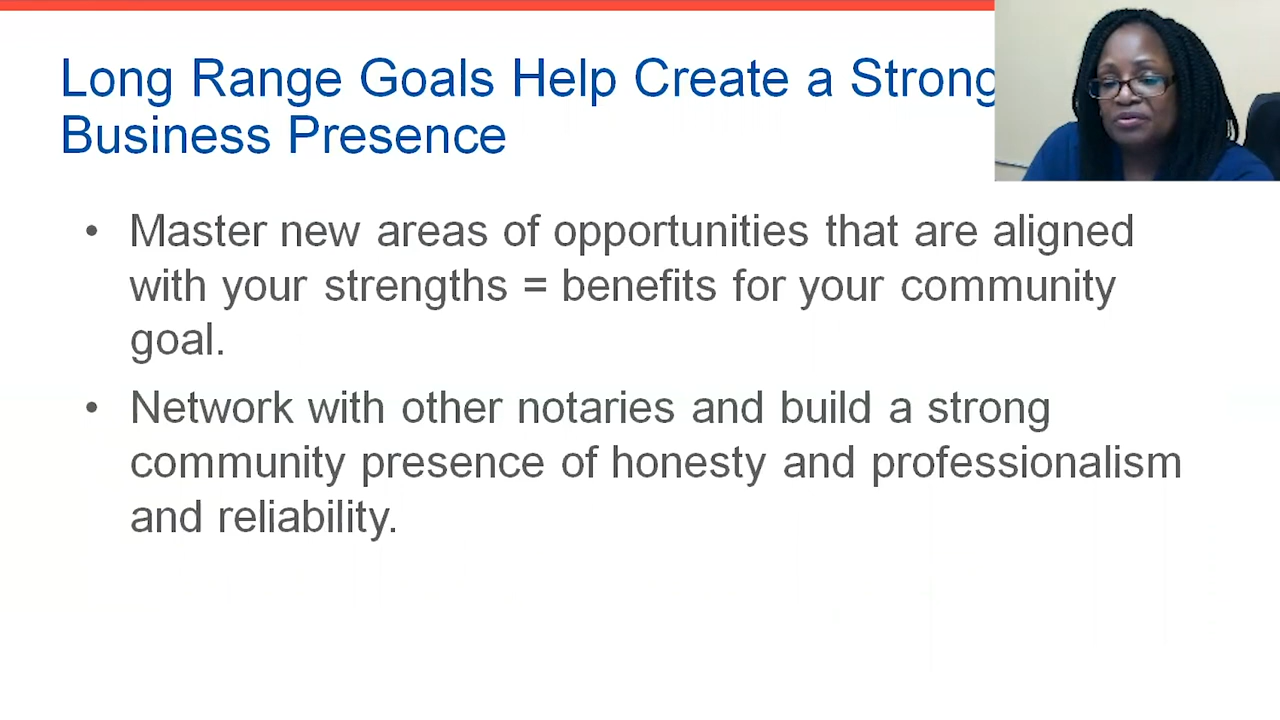 Long Range Goals Help Create a Strong
Business Presence
• Master new areas of opportunities that are aligned
with your strengths = benefits for your community
goal.
• Network with other notaries and build a strong
community presence of honesty and professionalism
and reliability.